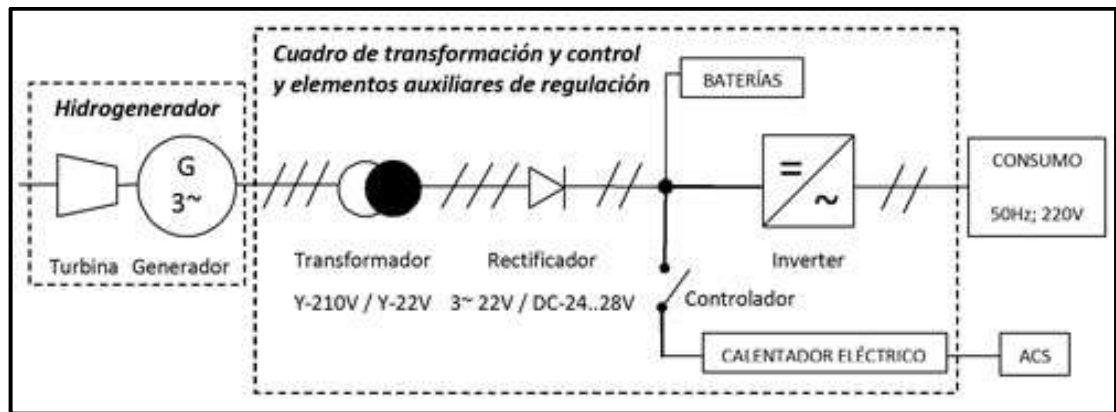 Cuadro de transformación y control
y elementos auxiliares de regulación
BATERÍAS
Hidrogenerador
G
3~
=
~
CONSUMO
50Hz; 220V
Turbina Generador
Transformador
Rectificador
Inverter
Y-210V / Y-22V
3~ 22V / DC-24..28V
Controlador
CALENTADOR ELÉCTRICO
ACS